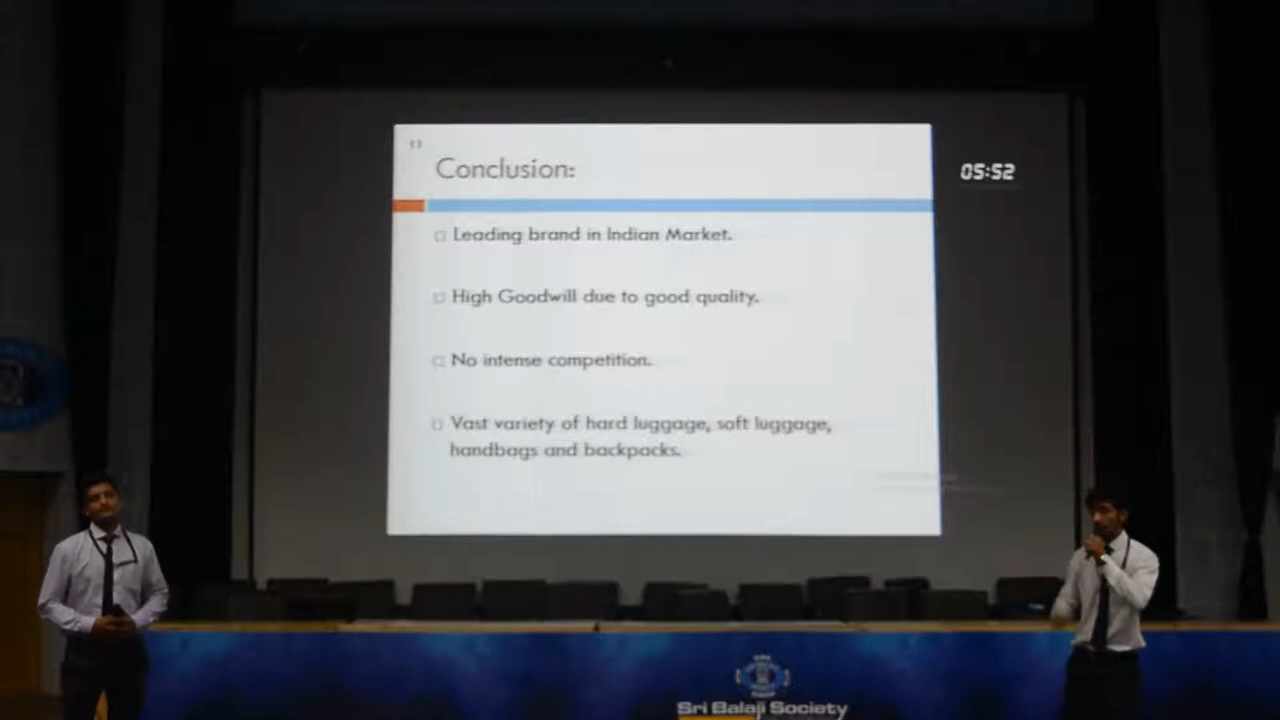 11
Conclusion:
05:52
Leading brand in Indian Market.
High Goodwill due to good quality.
No intense competition.
Vast variety of hard luggage, soft luggage,
handbags and backpacks.
Sri Balaji Society